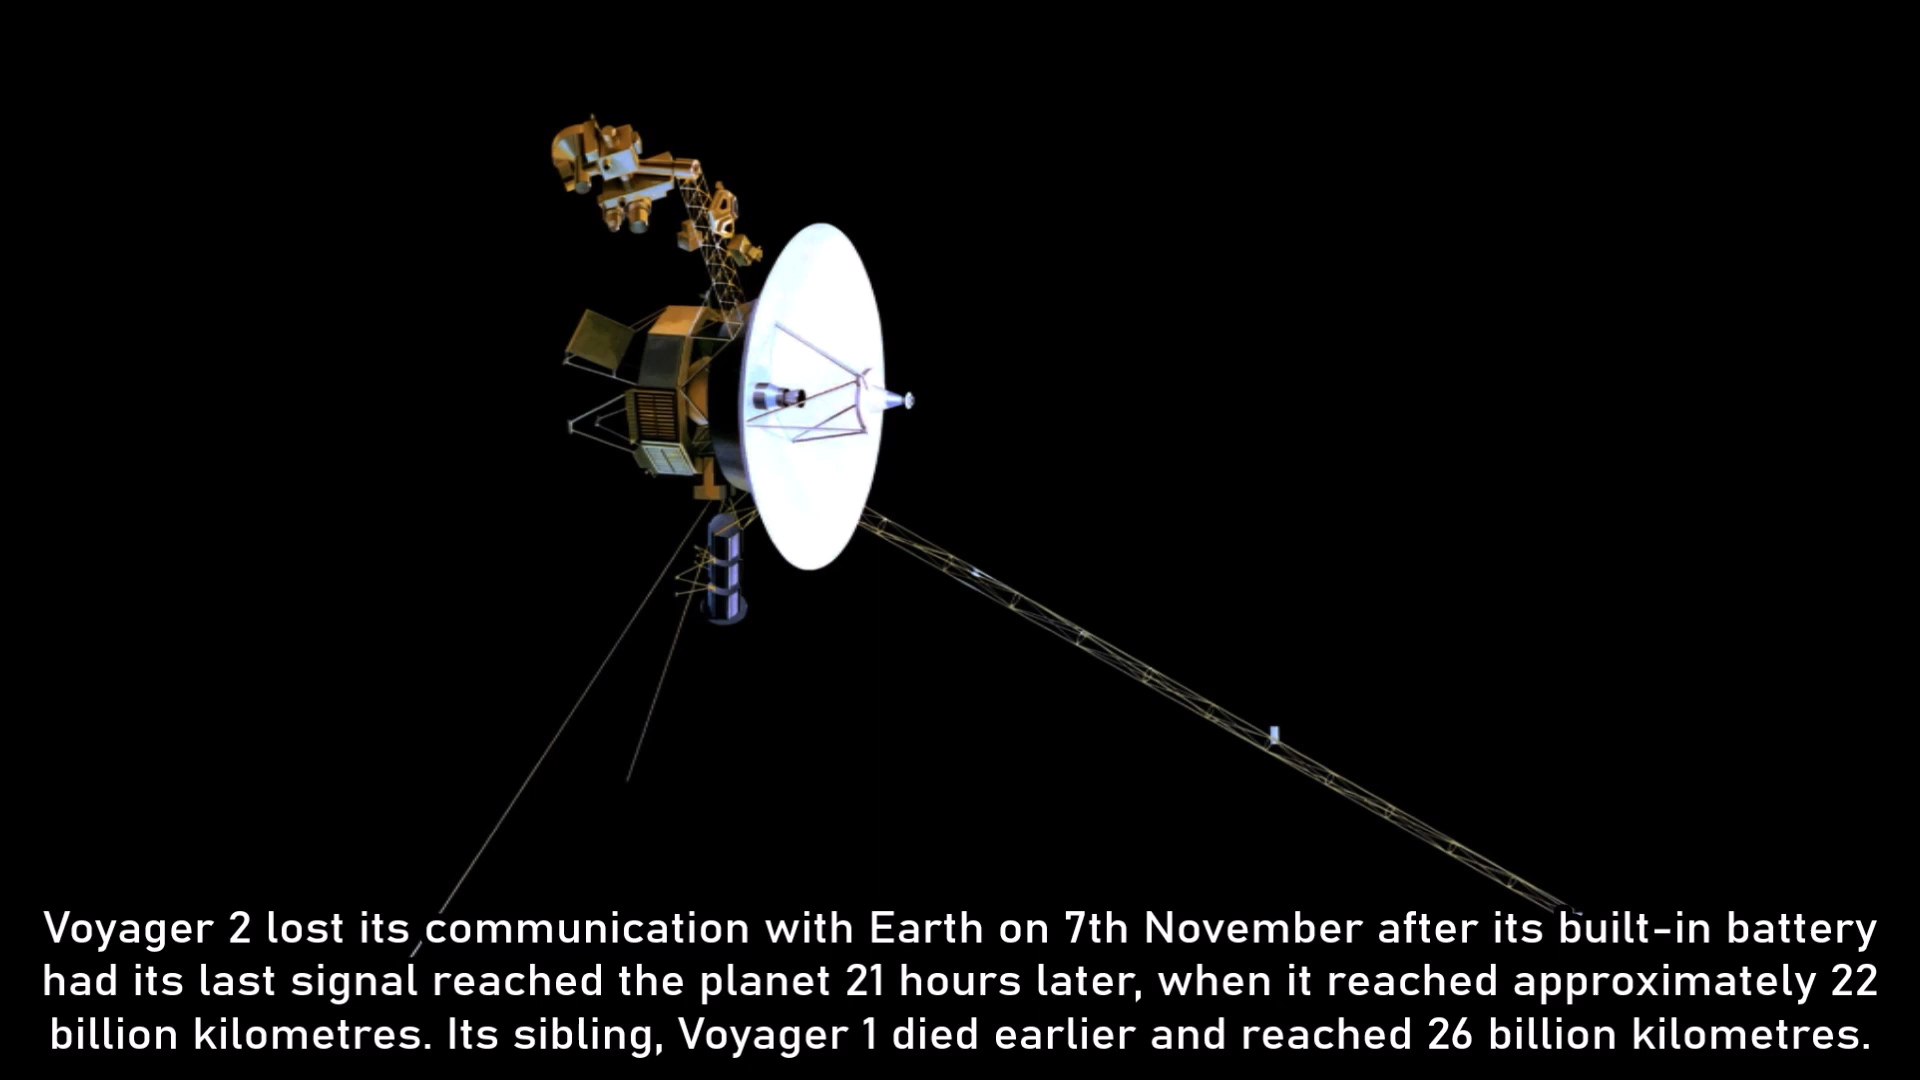 Voyager 2 lost its communication with Earth on 7th November after its built-in battery
had its last signal reached the planet 21 hours later, when it reached approximately 22
billion kilometres. Its sibling, Voyager 1 died earlier and reached 26 billion kilometres.